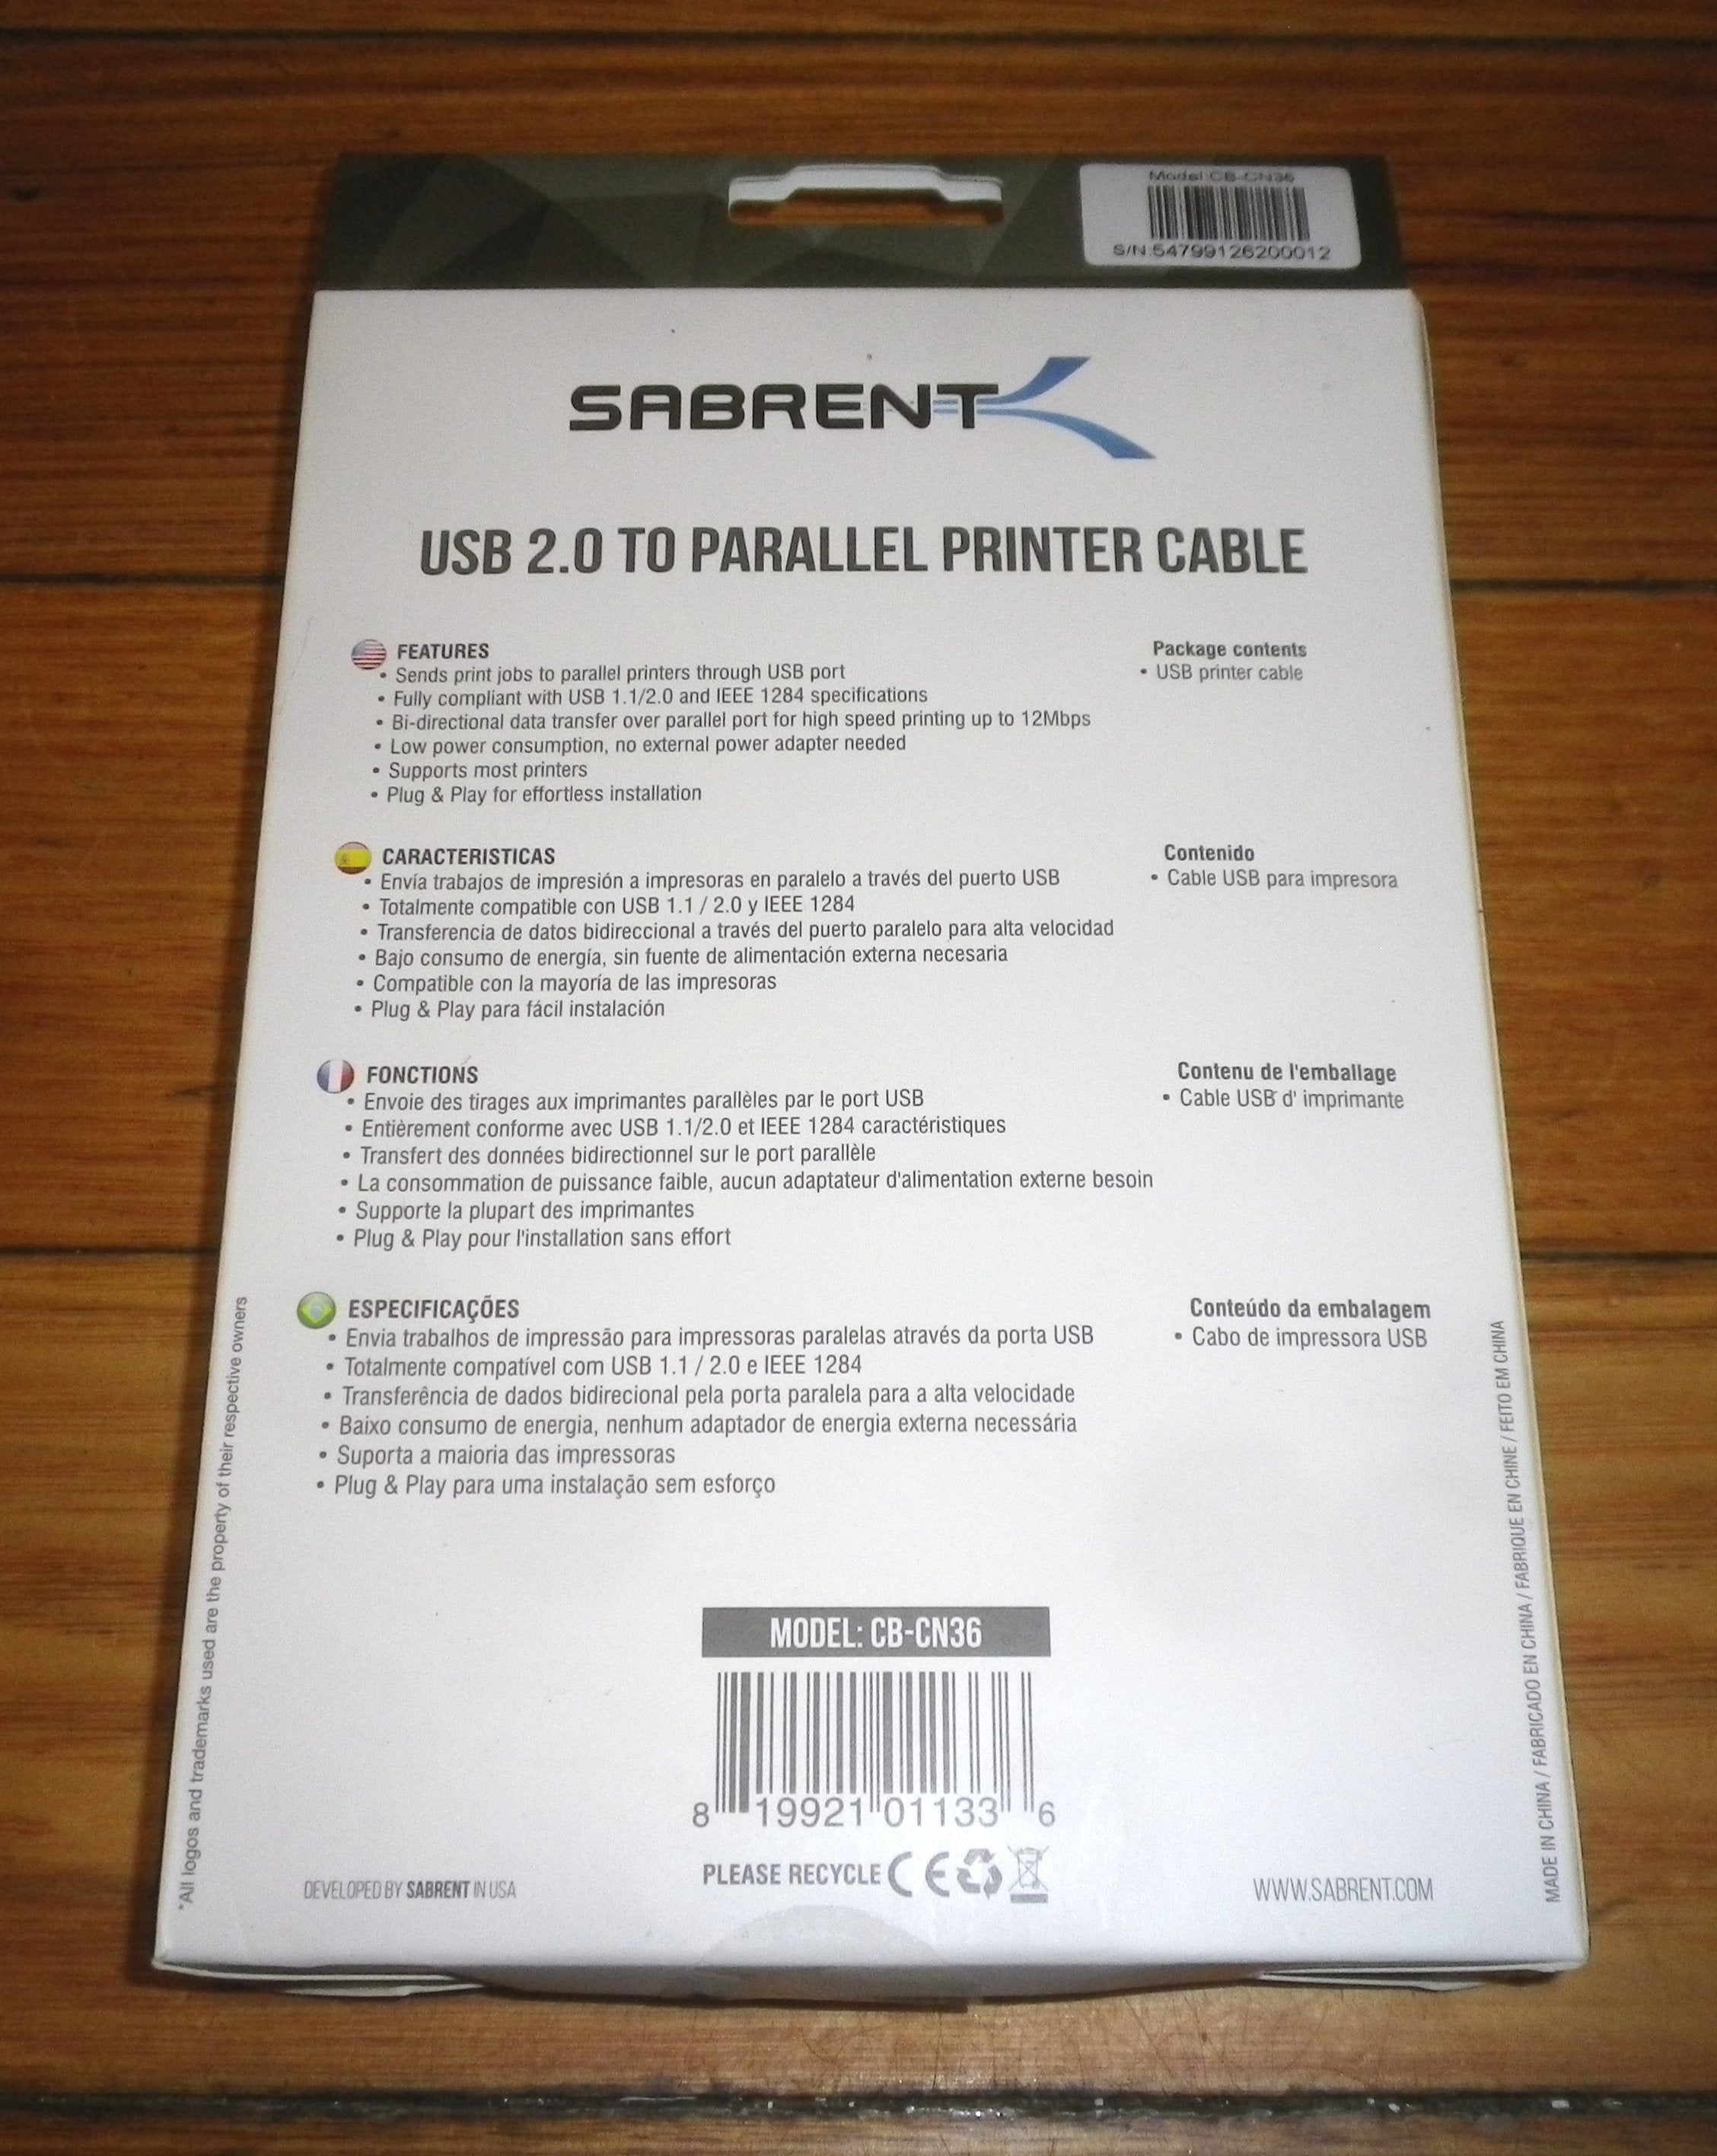 Model:CB-CN36
S/N:54799126200012
SABRENT
USB 2.0 TO PARALLEL PRINTER CABLE
FEATURES
• Sends print jobs to parallel printers through USB port
• Fully compliant with USB 1.1/2.0 and IEEE 1284 specifications
• Bi-directional data transfer over parallel port for high speed printing up to 12Mbps
• Low power consumption, no external power adapter needed
• Supports most printers
• Plug & Play for effortless installation
Package contents
• USB printer cable
CARACTERISTICAS
• Envía trabajos de impresión a impresoras en paralelo a través del puerto USB
• Totalmente compatible con USB 1.1 / 2.0 y IEEE 1284
• Transferencia de datos bidireccional a través del puerto paralelo para alta velocidad
• Bajo consumo de energía, sin fuente de alimentación externa necesaria
• Compatible con la mayoría de las impresoras
• Plug & Play para fácil instalación
Contenido
• Cable USB para impresora
FONCTIONS
• Envoie des tirages aux imprimantes parallèles par le port USB
• Entièrement conforme avec USB 1.1/2.0 et IEEE 1284 caractéristiques
• Transfert des données bidirectionnel sur le port parallèle
• La consommation de puissance faible, aucun adaptateur d'alimentation externe besoin
• Supporte la plupart des imprimantes
• Plug & Play pour l'installation sans effort
Contenu de l'emballage
• Cable USB d' imprimante
ESPECIFICAÇÕES
• Envia trabalhos de impressão para impressoras paralelas através da porta USB
• Totalmente compatível com USB 1.1 / 2.0 e IEEE 1284
• Transferência de dados bidirecional pela porta paralela para a alta velocidade
• Baixo consumo de energia, nenhum adaptador de energia externa necessária
• Suporta a maioria das impressoras
• Plug & Play para uma instalação sem esforço
Conteúdo da embalagem
• Cabo de impressora USB
*All logos and trademarks used are the property of their respective owners
MADE IN CHINA / FABRICADO EN CHINA / FABRIQUE EN CHINE / FEITO EM CHINA
MODEL: CB-CN36
8 19921 01133 6
PLEASE RECYCLE CE
DEVELOPED BY SABRENT IN USA
WWW.SABRENT.COM